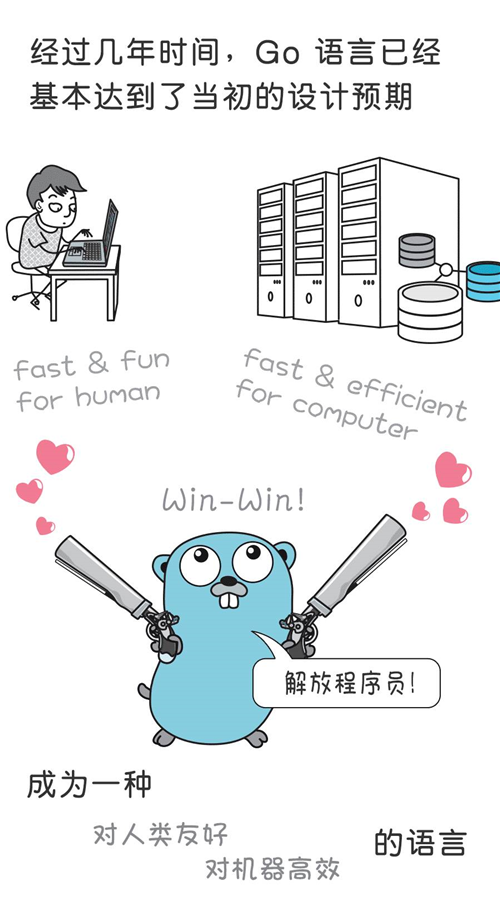 经过几年时间，Go 语言已经
基本达到了当初的设计预期
fast & fun
for human
fast & efficient
for computer
Win-Win!
解放程序员!
成为一种
对人类友好
对机器高效
的语言